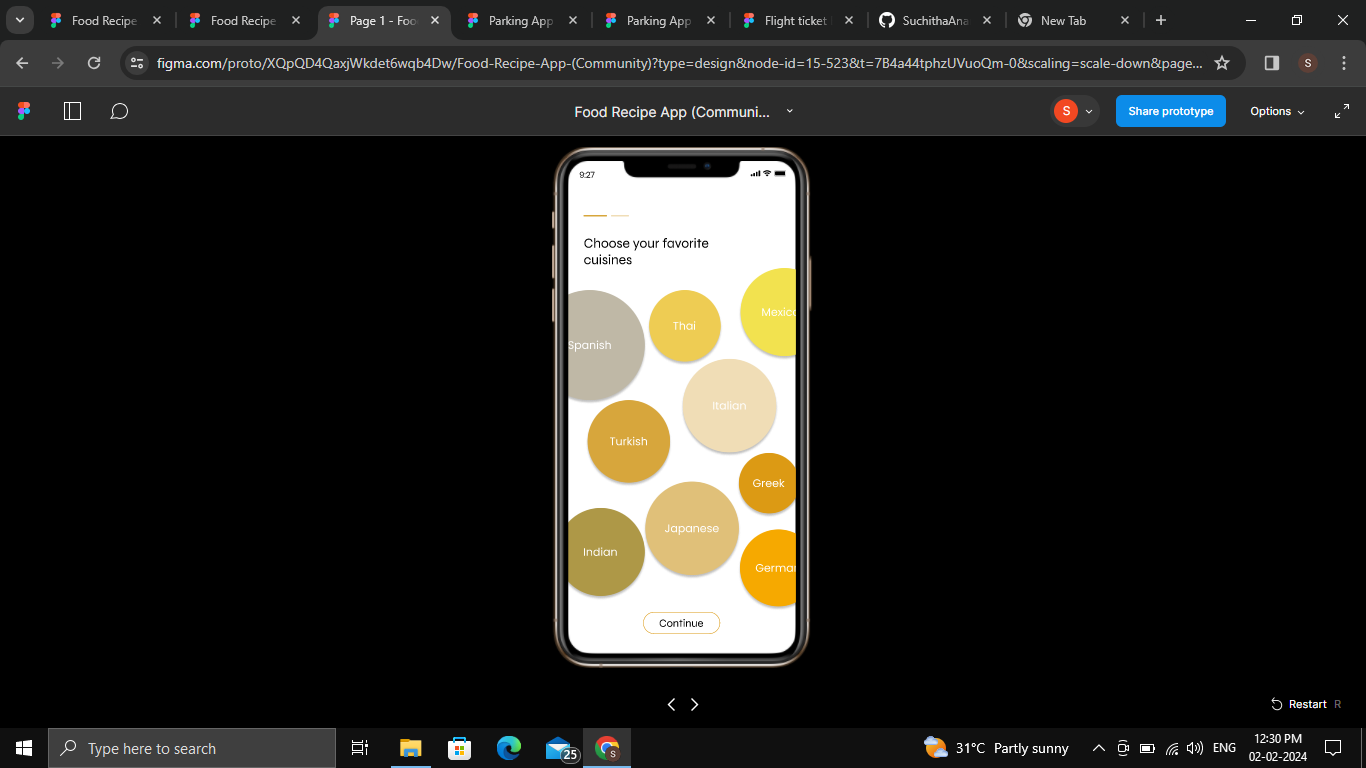 Food Recipe
Food Recipe
Page 1 - Foo
Parking App
Parking App
Flight ticket
SuchithaAna
New Tab
figma.com/proto/XQpQD4QaxjWkdet6wqb4Dw/Food-Recipe-App-(Community)?type=design&node-id=15-523&t=7B4a44tphzUVuoQm-0&scaling=scale-down&page...
S
Food Recipe App (Communi...
S
Share prototype
Options
9:27
Choose your favorite
cuisines
Mexico
Thai
Spanish
Italian
Turkish
Greek
Japanese
Indian
German
Continue
Restart R
Type here to search
25
S
31°C Partly sunny
ENG
12:30 PM
02-02-2024